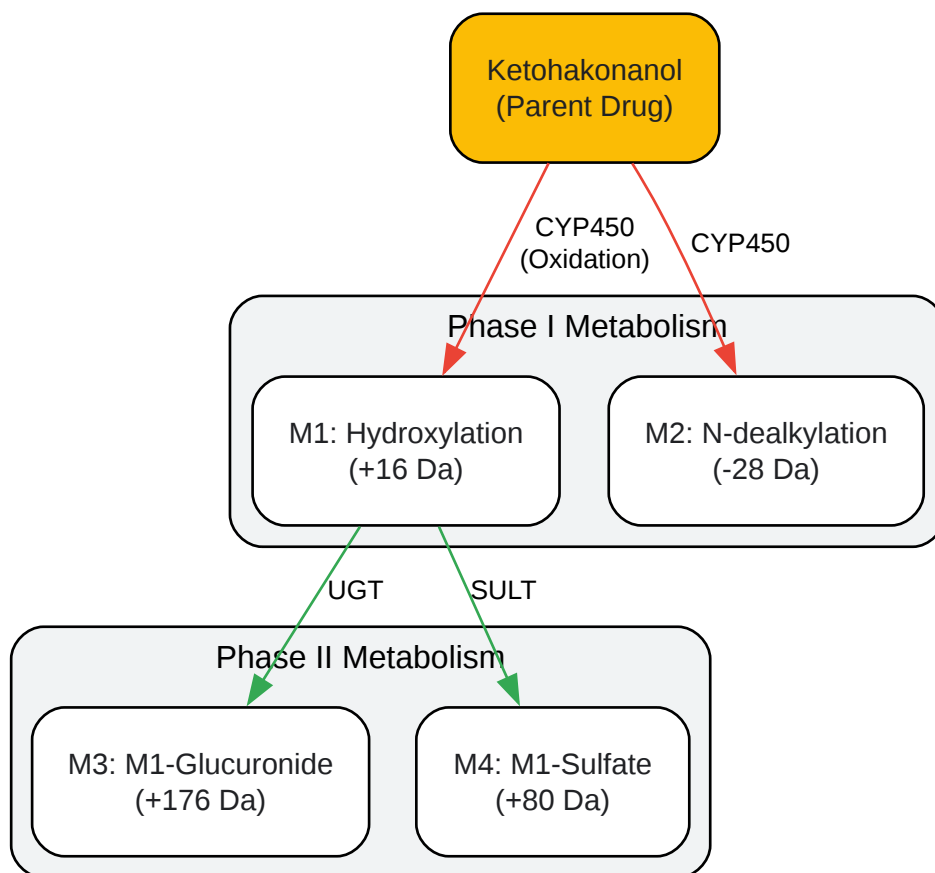 Ketohakonanol
(Parent Drug)
CYP450
(Oxidation)
CYP450
Phase I Metabolism
M1: Hydroxylation
(+16 Da)
M2: N-dealkylation
(-28 Da)
UGT
SULT
Phase II Metabolism
M3: M1-Glucuronide
(+176 Da)
M4: M1-Sulfate
(+80 Da)